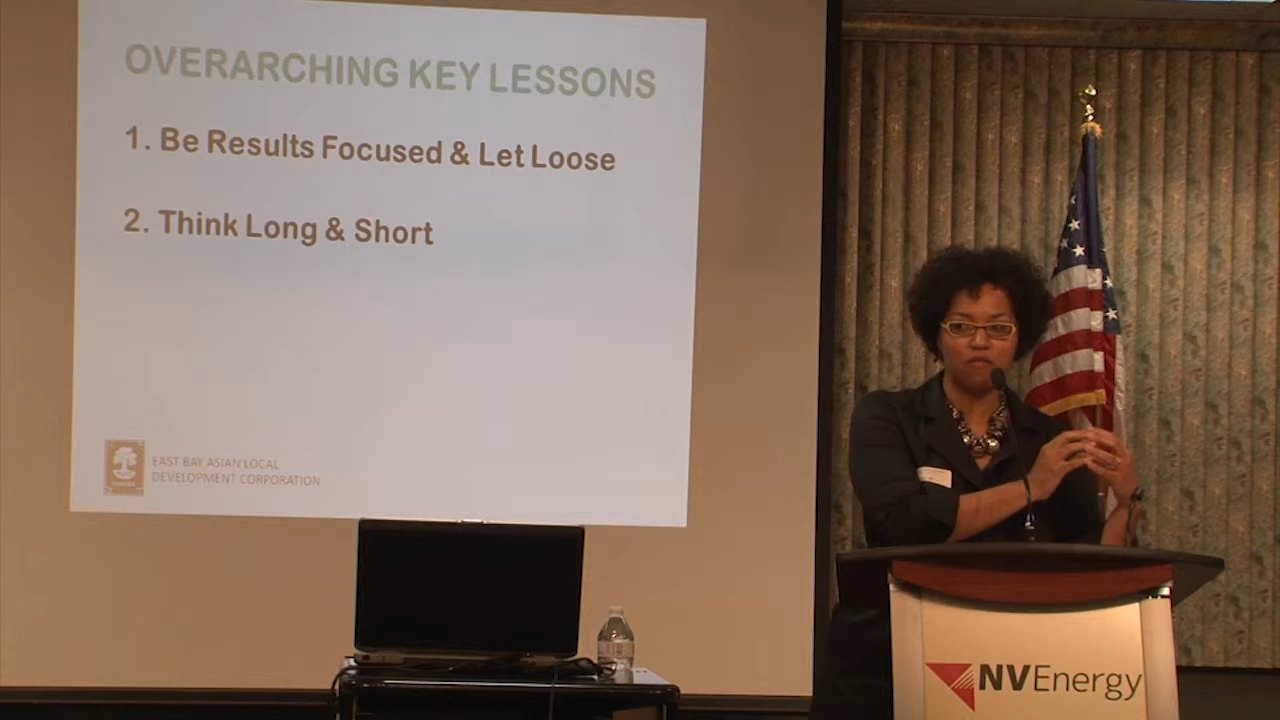 OVERARCHING KEY LESSONS
1. Be Results Focused & Let Loose
2. Think Long & Short
EAST BAY ASIAN LOCAL
DEVELOPMENT CORPORATION
NVEnergy